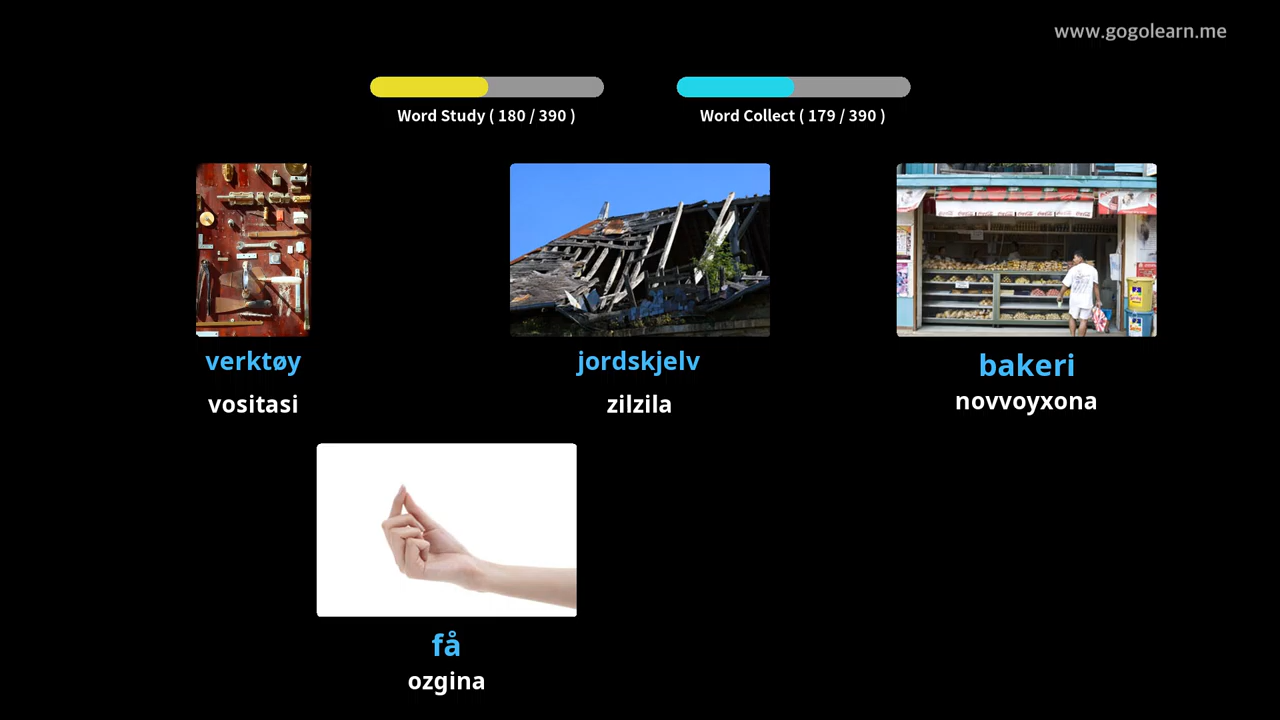 www.gogolearn.me
Word Study ( 180 / 390 )
Word Collect ( 179 / 390 )
verktøy
vositasi
jordskjelv
zilzila
bakeri
novvoyxona
få
ozgina